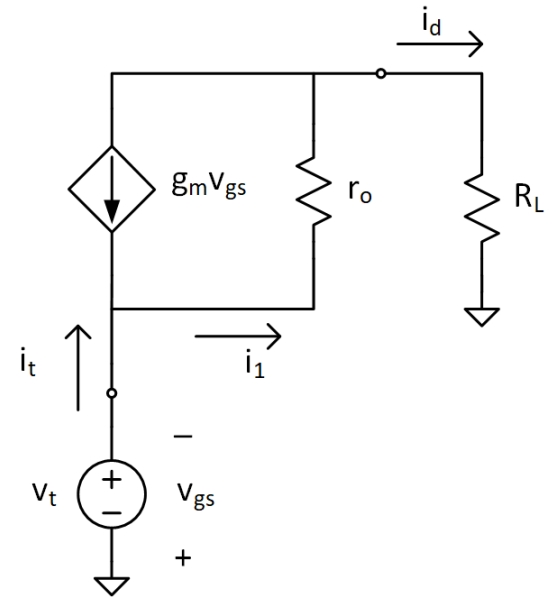 i_d
g_mv_gs
r_o
R_L
i_t
i_1
−
+
v_t
v_gs
−
+